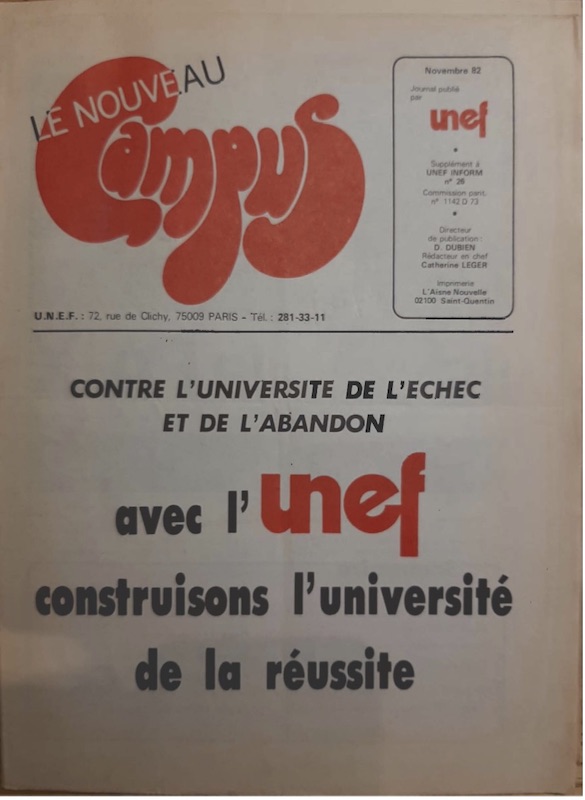 LE NOUVEAU
Campus
Novembre 82
Journal publié
par
unef
Supplément à
UNEF INFORM
n° 26
Commission parit.
n° 1142 D 73
Directeur
de publication :
D. DUBIEN
Rédacteur en chef
Catherine LEGER
Imprimerie
L'Aisne Nouvelle
02100 Saint-Quentin
U.N.E.F. : 72, rue de Clichy, 75009 PARIS - Tél. : 281-33-11
CONTRE L'UNIVERSITE DE L'ECHEC
ET DE L'ABANDON
avec l'unef
construisons l'université
de la réussite